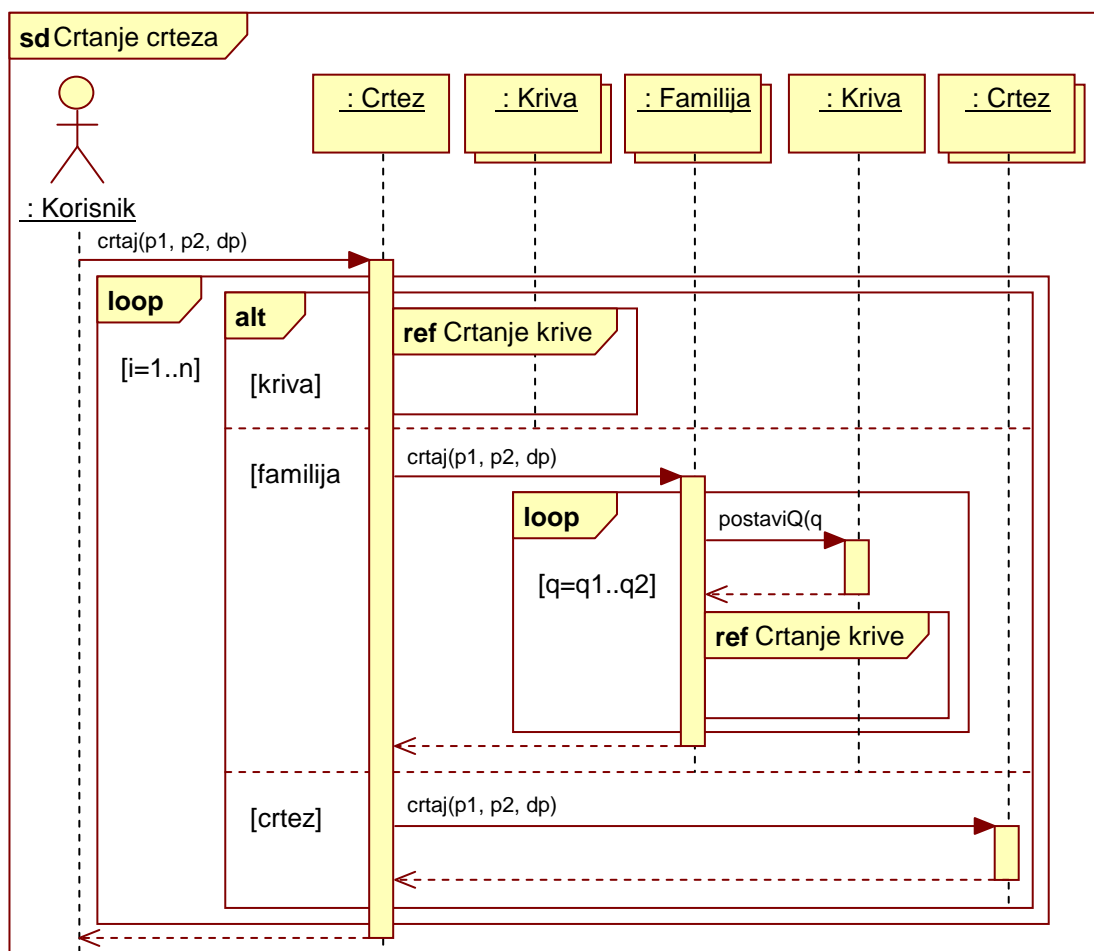 sd Crtanje crteza
: Crtez
: Kriva
: Familija
: Kriva
: Crtez
: Korisnik
crtaj(p1, p2, dp)
loop
[i=1..n]
alt
[kriva]
ref Crtanje krive
[familija
crtaj(p1, p2, dp)
loop
[q=q1..q2]
postaviQ(q
ref Crtanje krive
[crtez]
crtaj(p1, p2, dp)